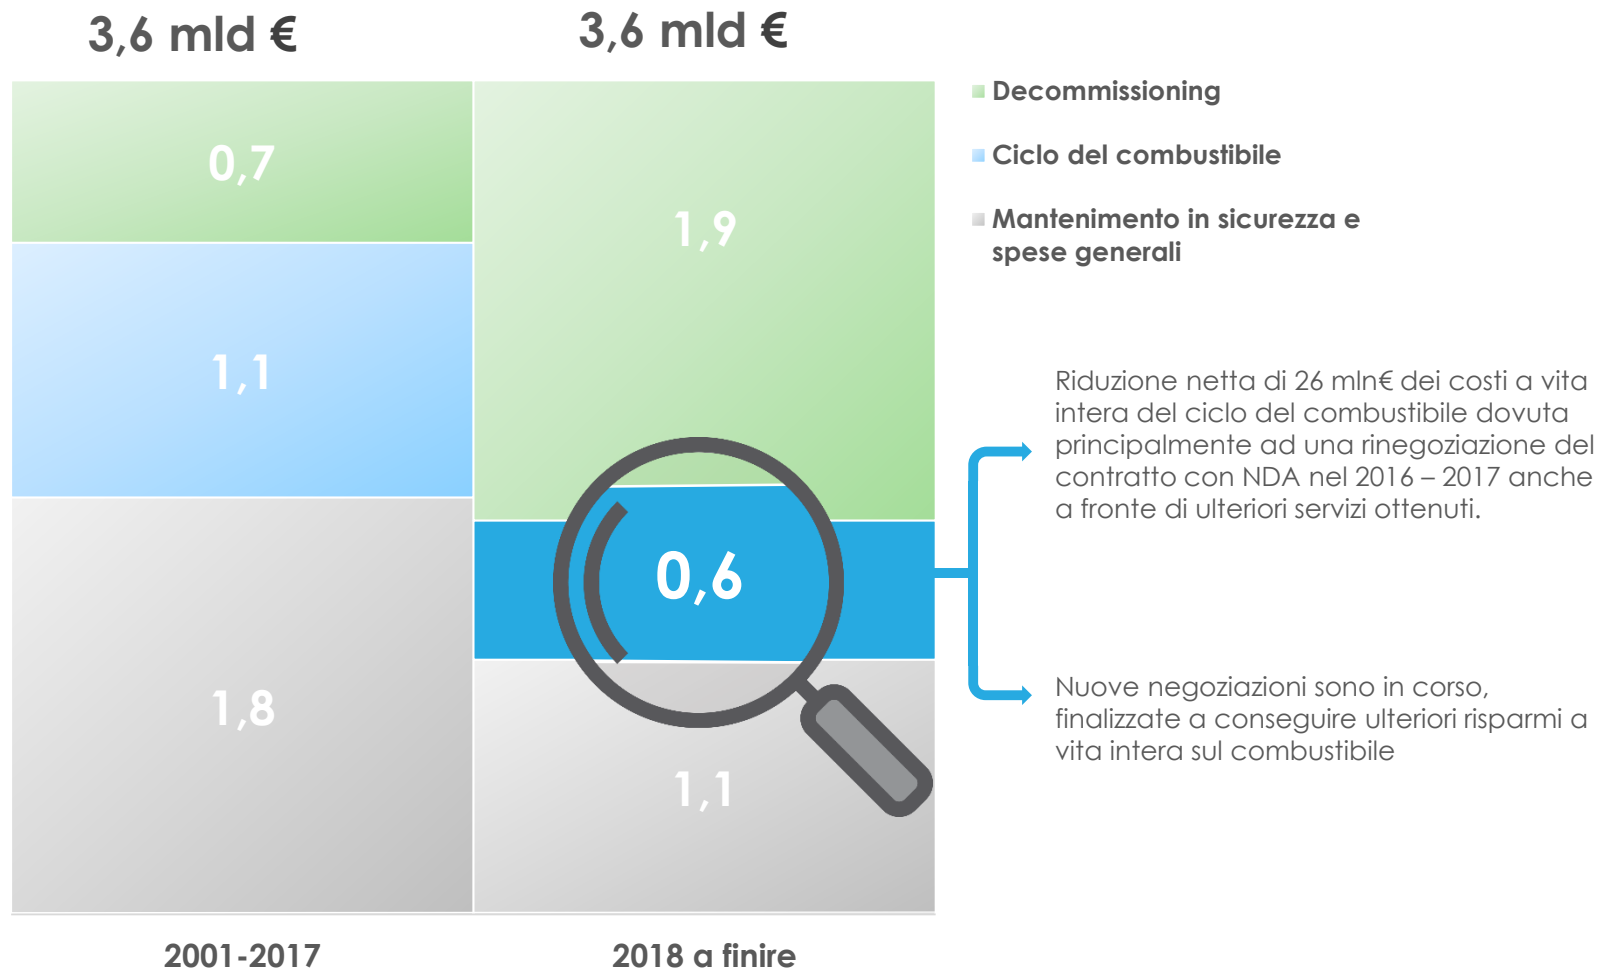 3,6 mld €
3,6 mld €
0,7
1,1
1,8
1,9
0,6
1,1
2001-2017
2018 a finire
Decommissioning
Ciclo del combustibile
Mantenimento in sicurezza e
spese generali
Riduzione netta di 26 mln€ dei costi a vita
intera del ciclo del combustibile dovuta
principalmente ad una rinegoziazione del
contratto con NDA nel 2016 – 2017 anche
a fronte di ulteriori servizi ottenuti.
Nuove negoziazioni sono in corso,
finalizzate a conseguire ulteriori risparmi a
vita intera sul combustibile